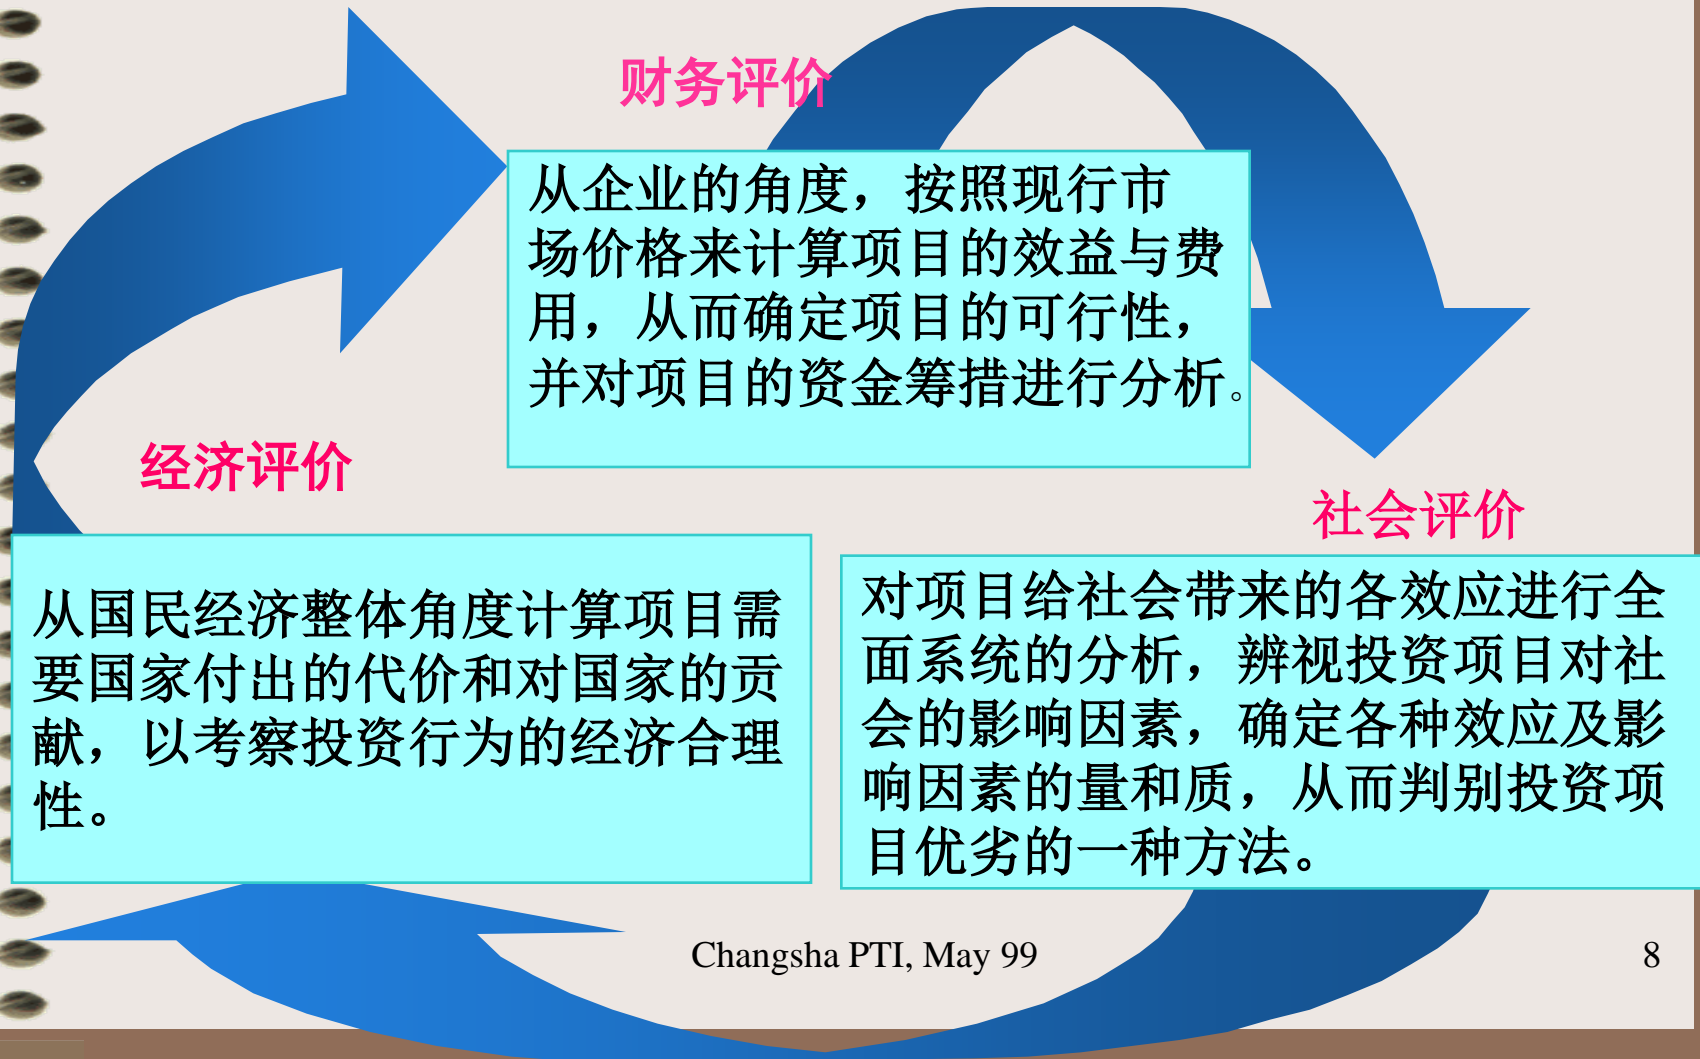 财务评价
从企业的角度，按照现行市
场价格来计算项目的效益与费
用，从而确定项目的可行性，
并对项目的资金筹措进行分析。
经济评价
从国民经济整体角度计算项目需
要国家付出的代价和对国家的贡
献，以考察投资行为的经济合理
性。
社会评价
对项目给社会带来的各效应进行全
面系统的分析，辨视投资项目对社
会的影响因素，确定各种效应及影
响因素的量和质，从而判别投资项
目优劣的一种方法。
Changsha PTI, May 99
8